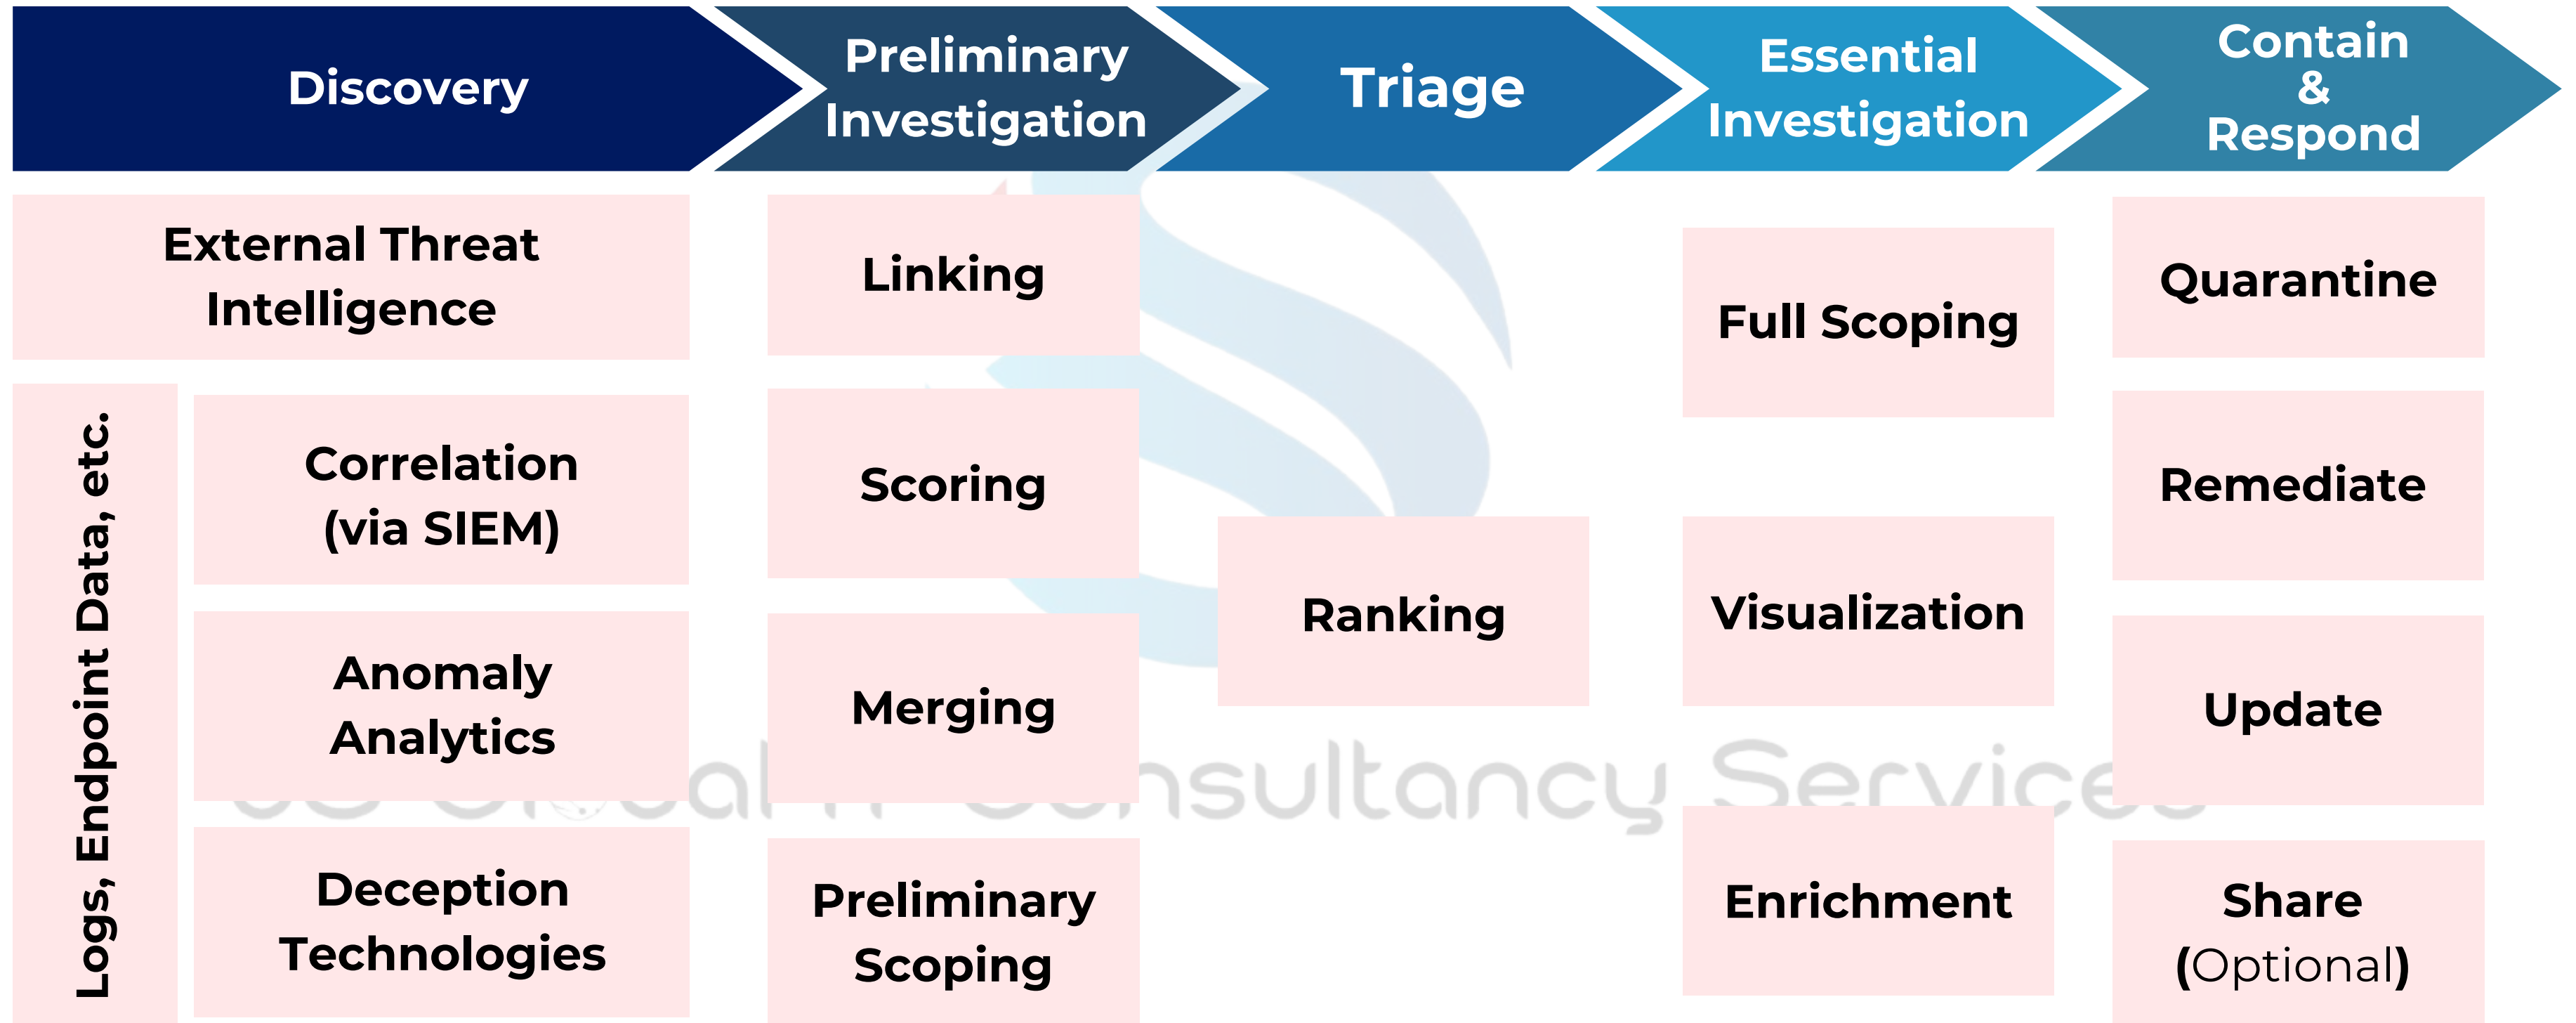 Discovery
Preliminary
Investigation
Triage
Essential
Investigation
Contain
&
Respond
External Threat
Intelligence
Logs, Endpoint Data, etc.
Correlation
(via SIEM)
Anomaly
Analytics
Deception
Technologies
Linking
Scoring
Merging
Preliminary
Scoping
Ranking
Full Scoping
Visualization
Enrichment
Quarantine
Remediate
Update
Share
(Optional)
Services